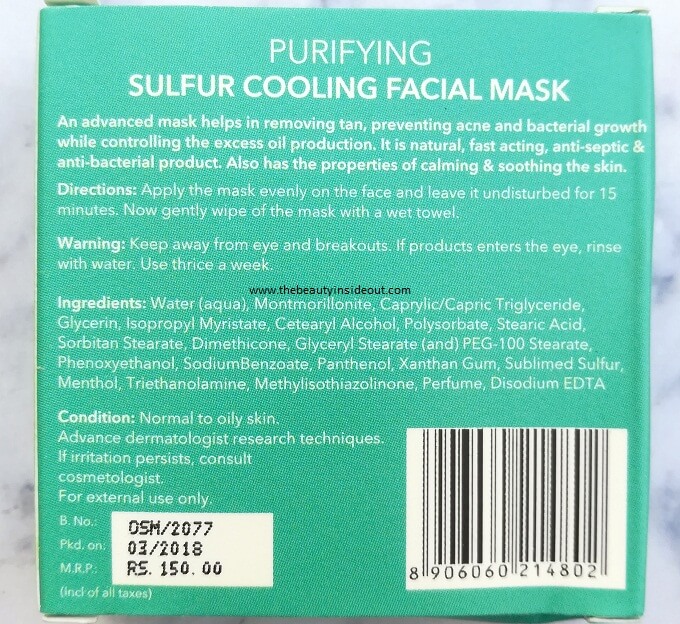 PURIFYING
SULFUR COOLING FACIAL MASK
An advanced mask helps in removing tan, preventing acne and bacterial growth
while controlling the excess oil production. It is natural, fast acting, anti-septic &
anti-bacterial product. Also has the properties of calming & soothing the skin.
Directions: Apply the mask evenly on the face and leave it undisturbed for 15
minutes. Now gently wipe of the mask with a wet towel.
Warning: Keep away from eye and breakouts. If products enters the eye, rinse
with water. Use thrice a week.
www.thebeautyinsideout.com
Ingredients: Water (aqua), Montmorillonite, Caprylic/Capric Triglyceride,
Glycerin, Isopropyl Myristate, Cetearyl Alcohol, Polysorbate, Stearic Acid,
Sorbitan Stearate, Dimethicone, Glyceryl Stearate (and) PEG-100 Stearate,
Phenoxyethanol, SodiumBenzoate, Panthenol, Xanthan Gum, Sublimed Sulfur,
Menthol, Triethanolamine, Methylisothiazolinone, Perfume, Disodium EDTA
Condition: Normal to oily skin.
Advance dermatologist research techniques.
If irritation persists, consult
cosmetologist.
For external use only.
B. No.: OSM/2077
Pkd. on: 03/2018
M.R.P.: RS. 150.00
(Incl of all taxes)
8 906060 214802